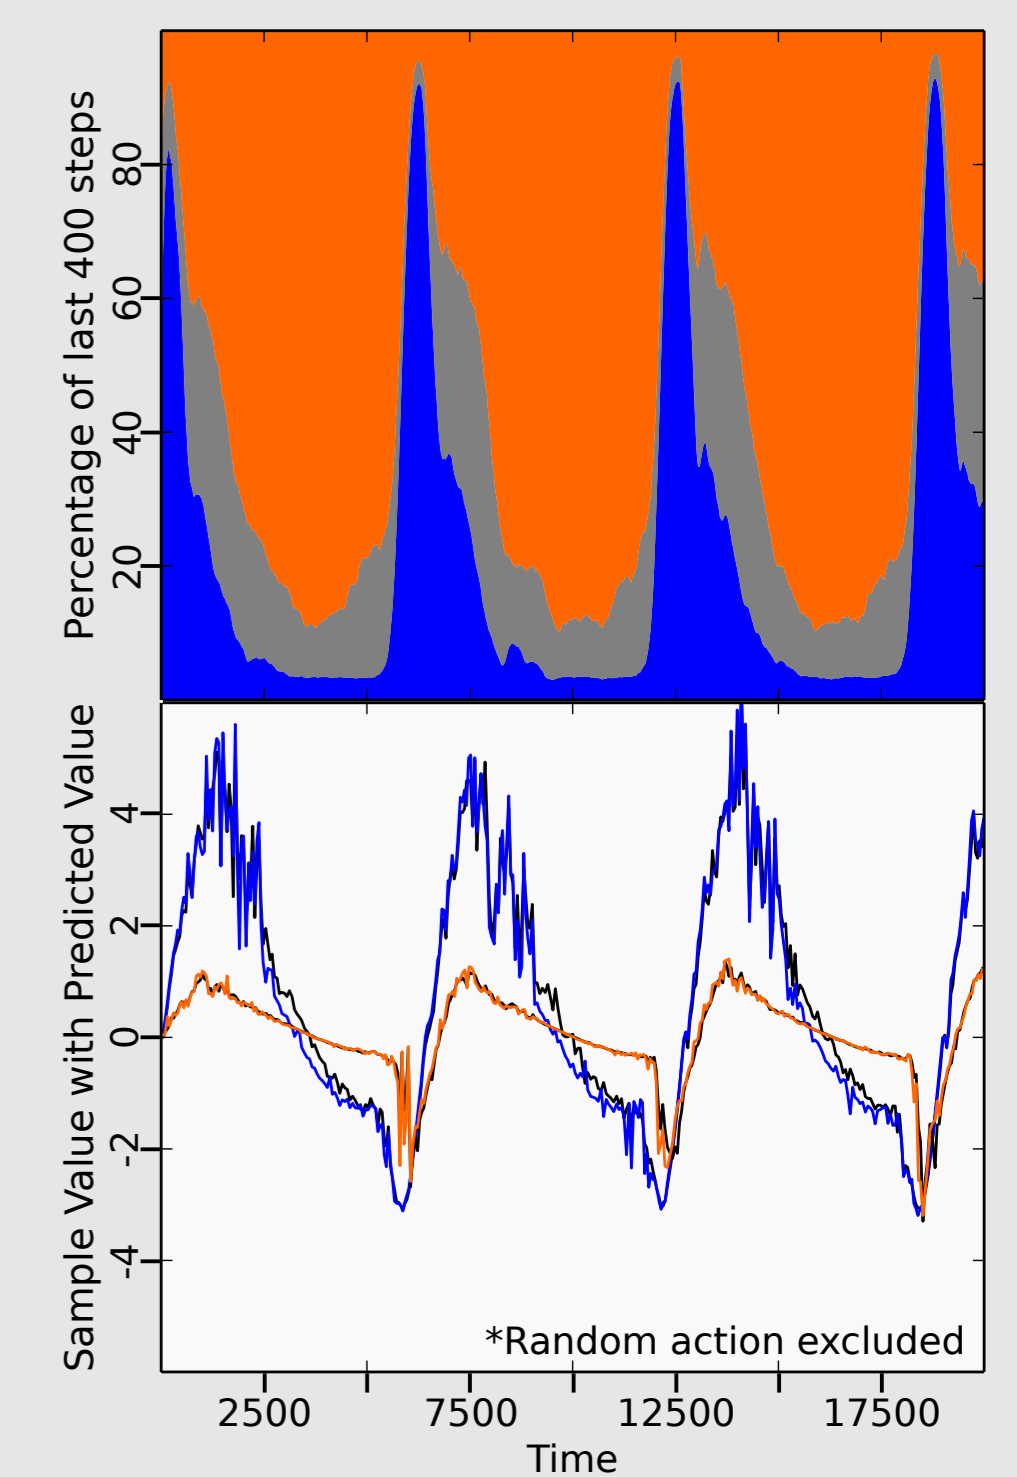 Percentage of last 400 steps
80
60
40
20
Sample Value with Predicted Value
4
2
0
-2
-4
*Random action excluded
2500 7500 12500 17500
Time